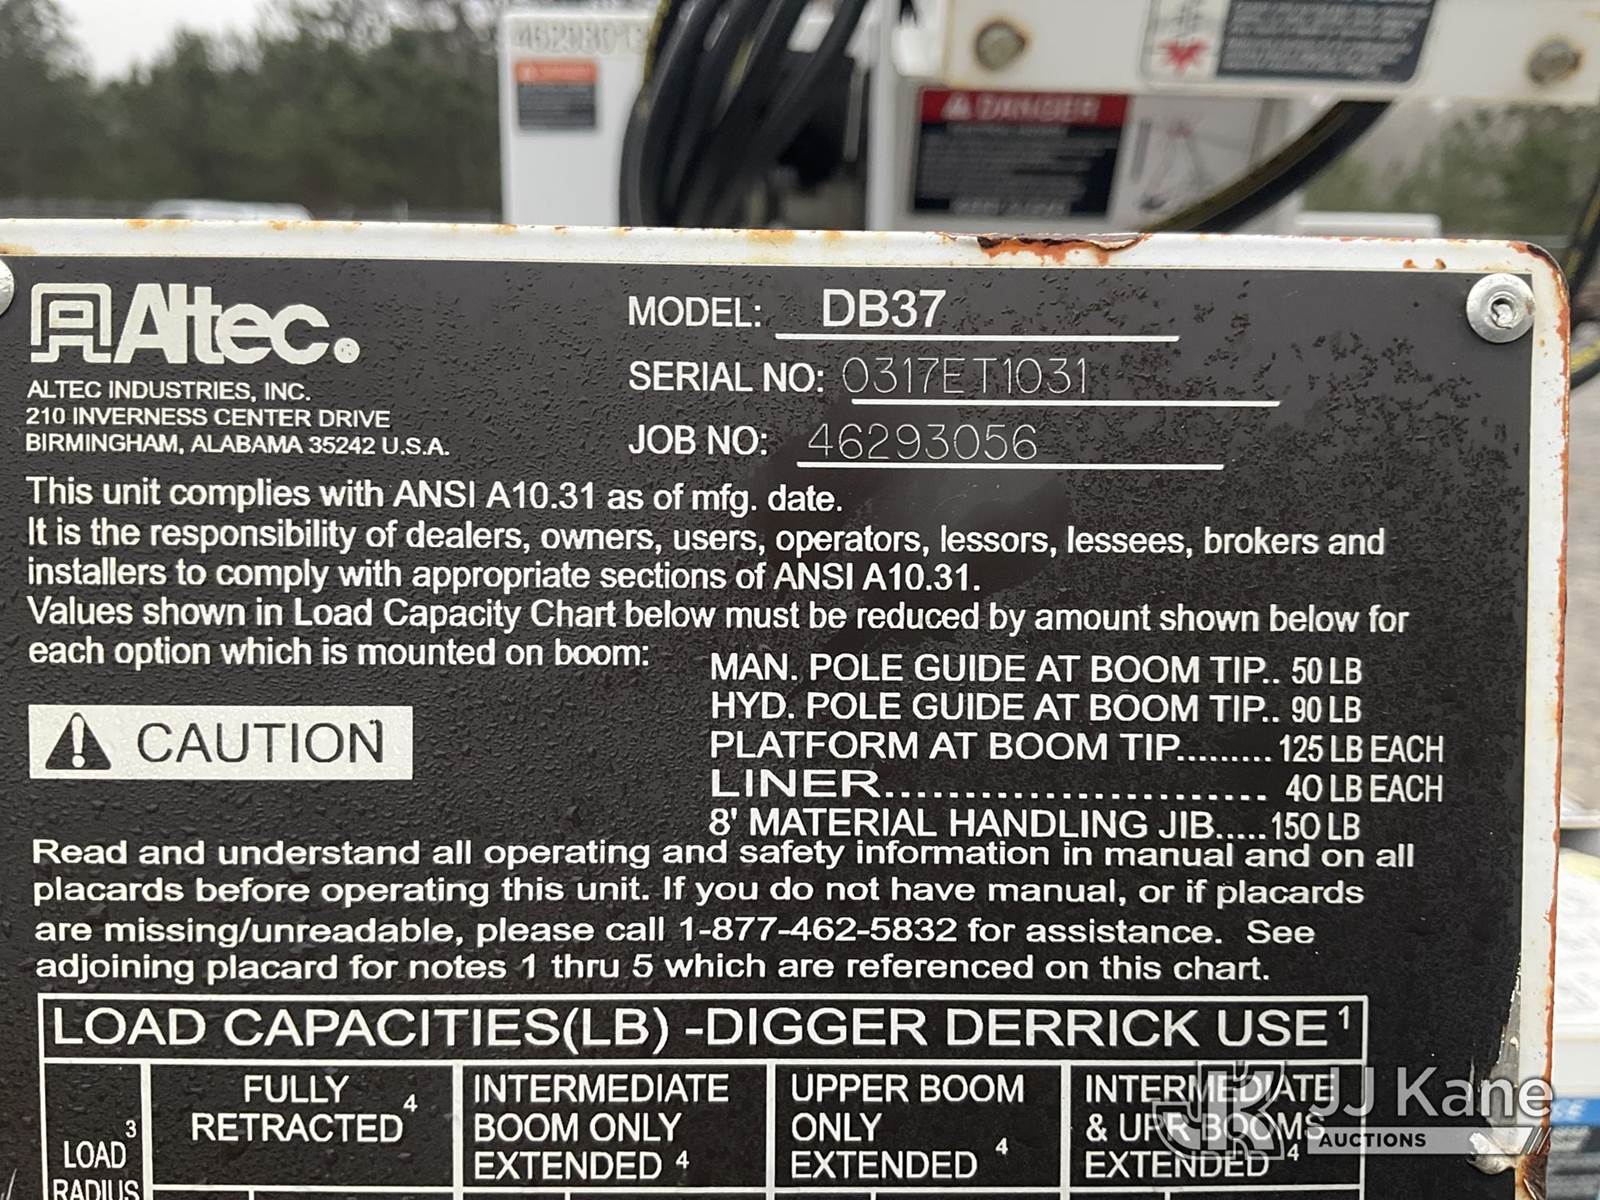 DANGER
Altec.
ALTEC INDUSTRIES, INC.
210 INVERNESS CENTER DRIVE
BIRMINGHAM, ALABAMA 35242 U.S.A.
MODEL: DB37
SERIAL NO: 0317ET1031
JOB NO: 46293056
This unit complies with ANSI A10.31 as of mfg. date.
It is the responsibility of dealers, owners, users, operators, lessors, lessees, brokers and
installers to comply with appropriate sections of ANSI A10.31.
Values shown in Load Capacity Chart below must be reduced by amount shown below for
each option which is mounted on boom:
MAN. POLE GUIDE AT BOOM TIP.. 50 LB
HYD. POLE GUIDE AT BOOM TIP.. 90 LB
PLATFORM AT BOOM TIP......... 125 LB EACH
LINER.......................... 40 LB EACH
8' MATERIAL HANDLING JIB.....150 LB
CAUTION
Read and understand all operating and safety information in manual and on all
placards before operating this unit. If you do not have manual, or if placards
are missing/unreadable, please call 1-877-462-5832 for assistance. See
adjoining placard for notes 1 thru 5 which are referenced on this chart.
LOAD CAPACITIES(LB) -DIGGER DERRICK USE 1
LOAD 3
RADIUS
FULLY
RETRACTED 4
INTERMEDIATE
BOOM ONLY
EXTENDED 4
UPPER BOOM
ONLY
EXTENDED 4
INTERMEDIATE
& UPR BOOMS
EXTENDED 4
JJ Kane
AUCTIONS